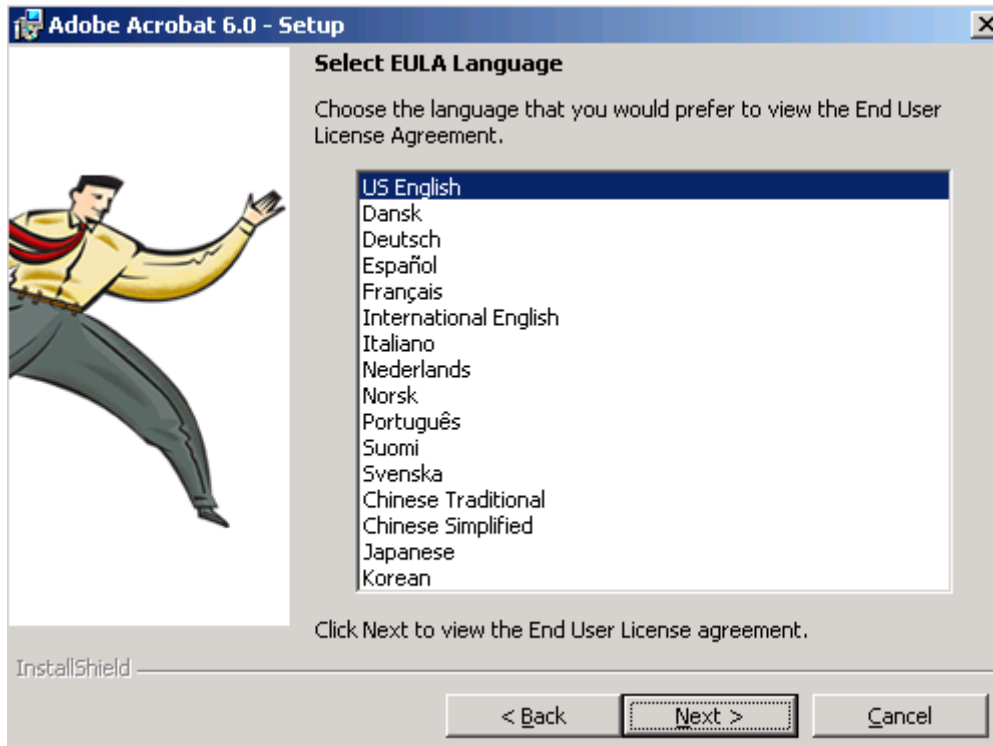 Adobe Acrobat 6.0 - Setup
Select EULA Language
Choose the language that you would prefer to view the End User
License Agreement.
US English
Dansk
Deutsch
Español
Français
International English
Italiano
Nederlands
Norsk
Português
Suomi
Svenska
Chinese Traditional
Chinese Simplified
Japanese
Korean
Click Next to view the End User License agreement.
InstallShield
< Back
Next >
Cancel